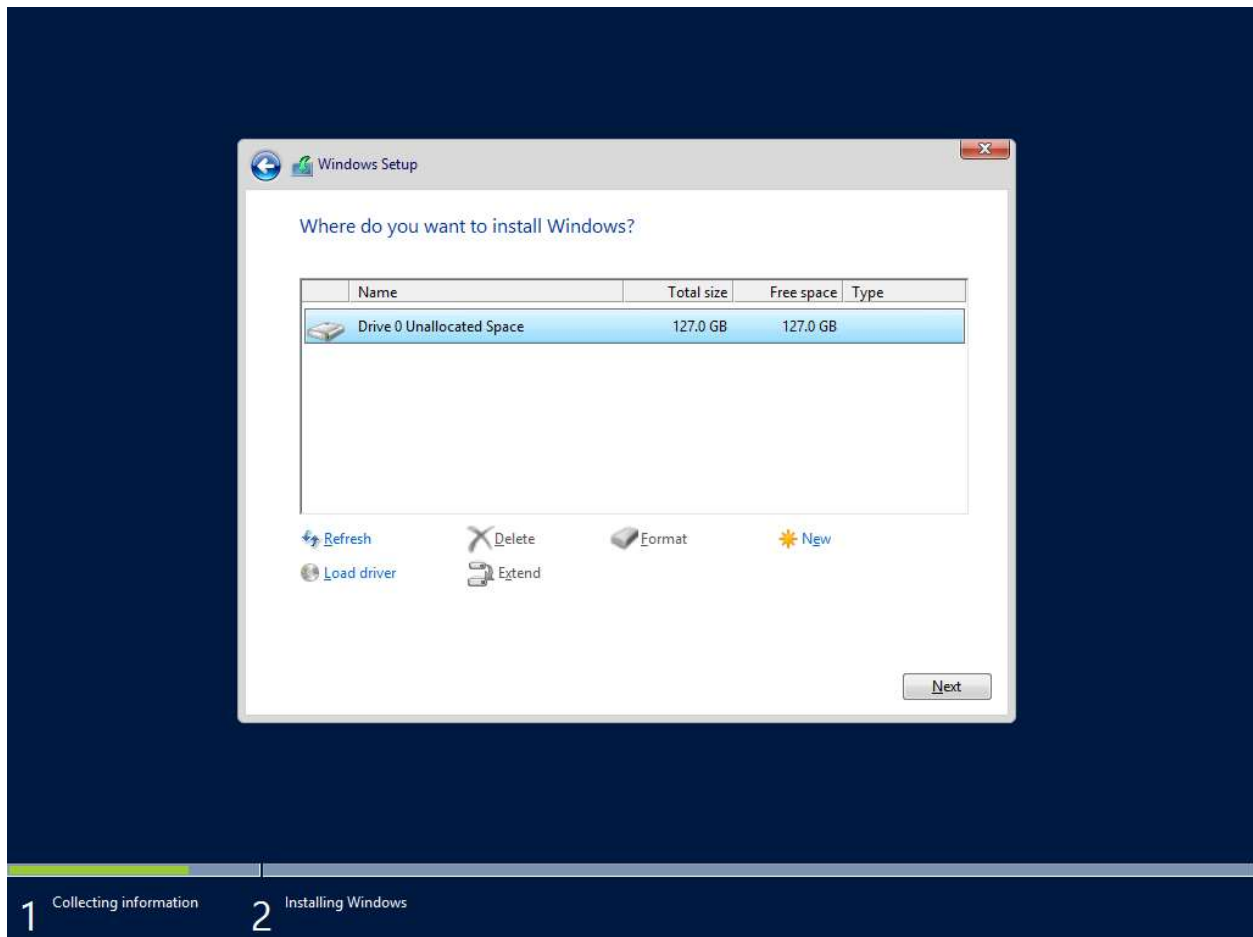 Windows Setup
Where do you want to install Windows?
Name Total size Free space Type
Drive 0 Unallocated Space 127.0 GB 127.0 GB
Refresh Delete Format New
Load driver Extend
Next
1 Collecting information 2 Installing Windows